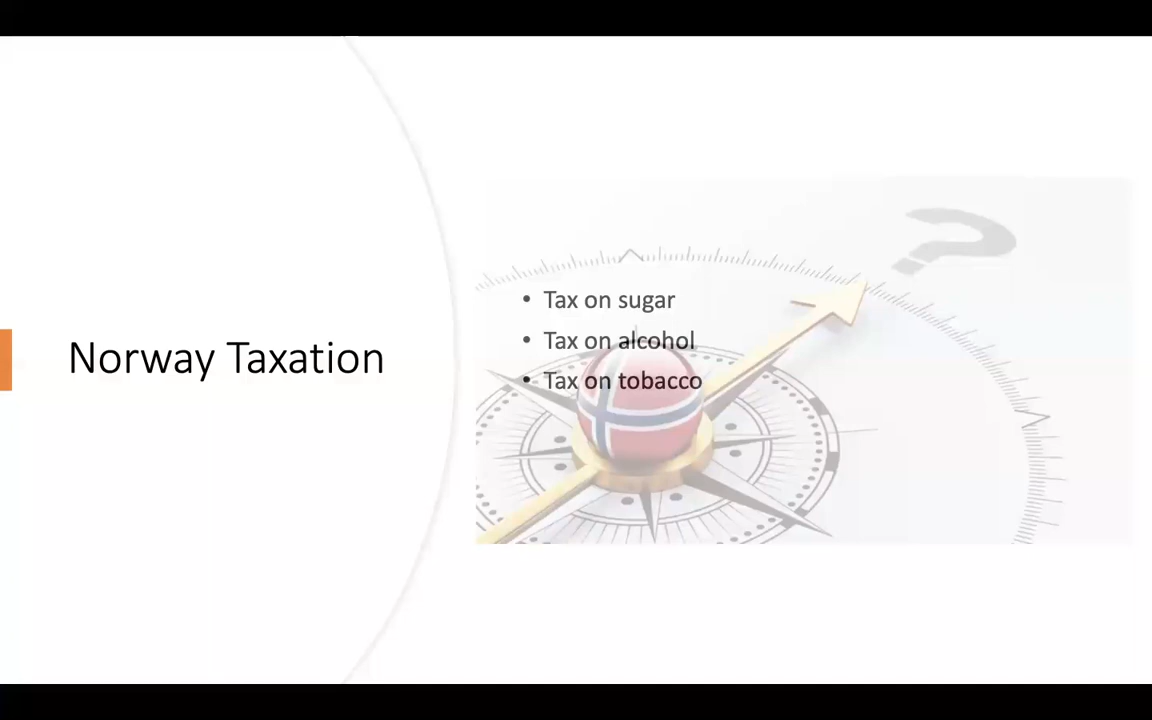 Norway Taxation
• Tax on sugar
• Tax on alcohol
• Tax on tobacco